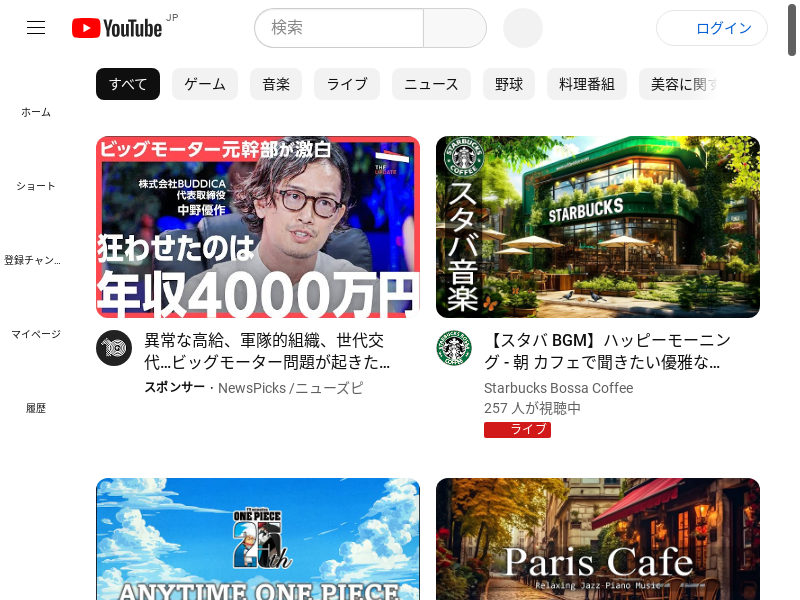 YouTube JP
検索
ログイン
すべて
ゲーム
音楽
ライブ
ニュース
野球
料理番組
美容に関す
ホーム
ショート
登録チャン…
マイページ
履歴
ビッグモーター元幹部が激白
THE UPDATE
株式会社BUDDICA
代表取締役
中野優作
狂わせたのは
年収4000万円
STARBUCKS
スタバ音楽
STARBUCKS COFFEE
異常な高給、軍隊的組織、世代交
代…ビッグモーター問題が起きた…
スポンサー・NewsPicks /ニューズピ
【スタバ BGM】ハッピーモーニン
グ - 朝 カフェで聞きたい優雅な…
Starbucks Bossa Coffee
257 人が視聴中
ライブ
ONE PIECE
25th
ANYTIME ONE PIECE
Paris Cafe
Relaxing Jazz Piano Music